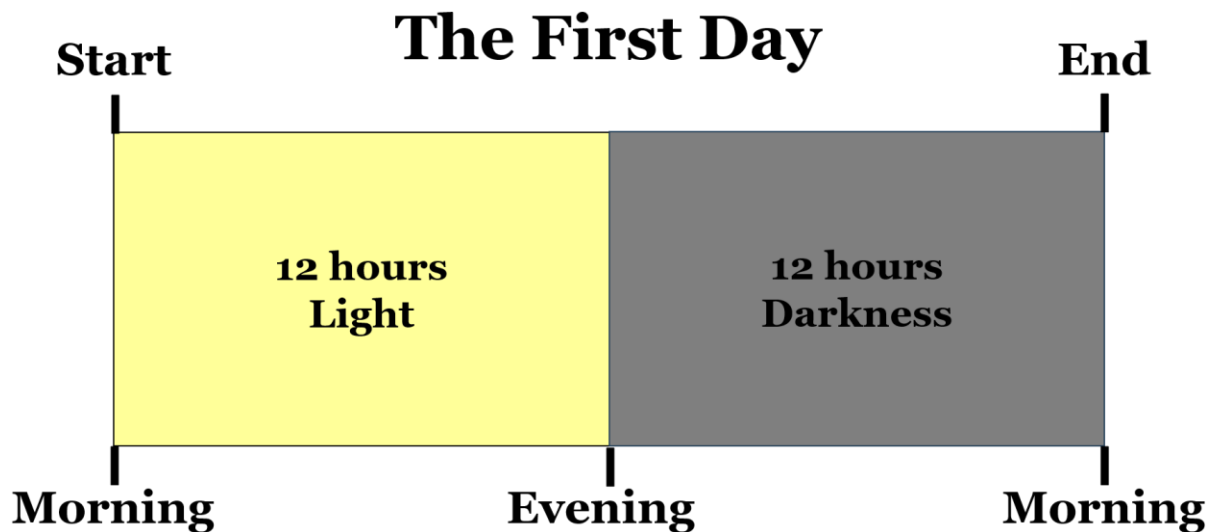 The First Day
Start
End
12 hours
Light
12 hours
Darkness
Morning
Evening
Morning